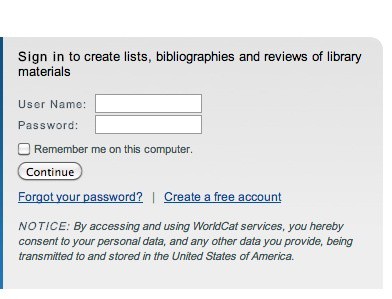 Sign in to create lists, bibliographies and reviews of library
materials
User Name:
Password:
Remember me on this computer.
Continue
Forgot your password? | Create a free account
NOTICE: By accessing and using WorldCat services, you hereby
consent to your personal data, and any other data you provide, being
transmitted to and stored in the United States of America.